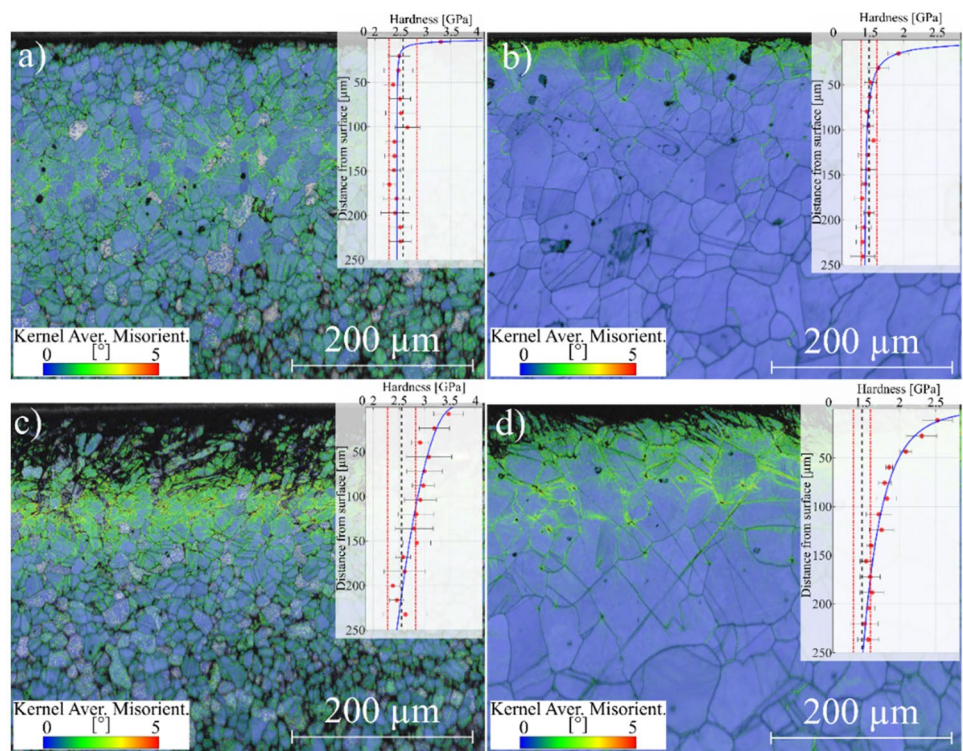 a)
Hardness [GPa]
2 2.5 3 3.5 4
0
50
100
150
200
250
Distance from surface [µm]
Kernel Aver. Misorient.
0 [°] 5
200 µm
b)
Hardness [GPa]
1.5 2 2.5
0
50
100
150
200
250
Distance from surface [µm]
Kernel Aver. Misorient.
0 [°] 5
200 µm
c)
Hardness [GPa]
2 2.5 3 3.5 4
0
50
100
150
200
250
Distance from surface [µm]
Kernel Aver. Misorient.
0 [°] 5
200 µm
d)
Hardness [GPa]
1.5 2 2.5
0
50
100
150
200
250
Distance from surface [µm]
Kernel Aver. Misorient.
0 [°] 5
200 µm